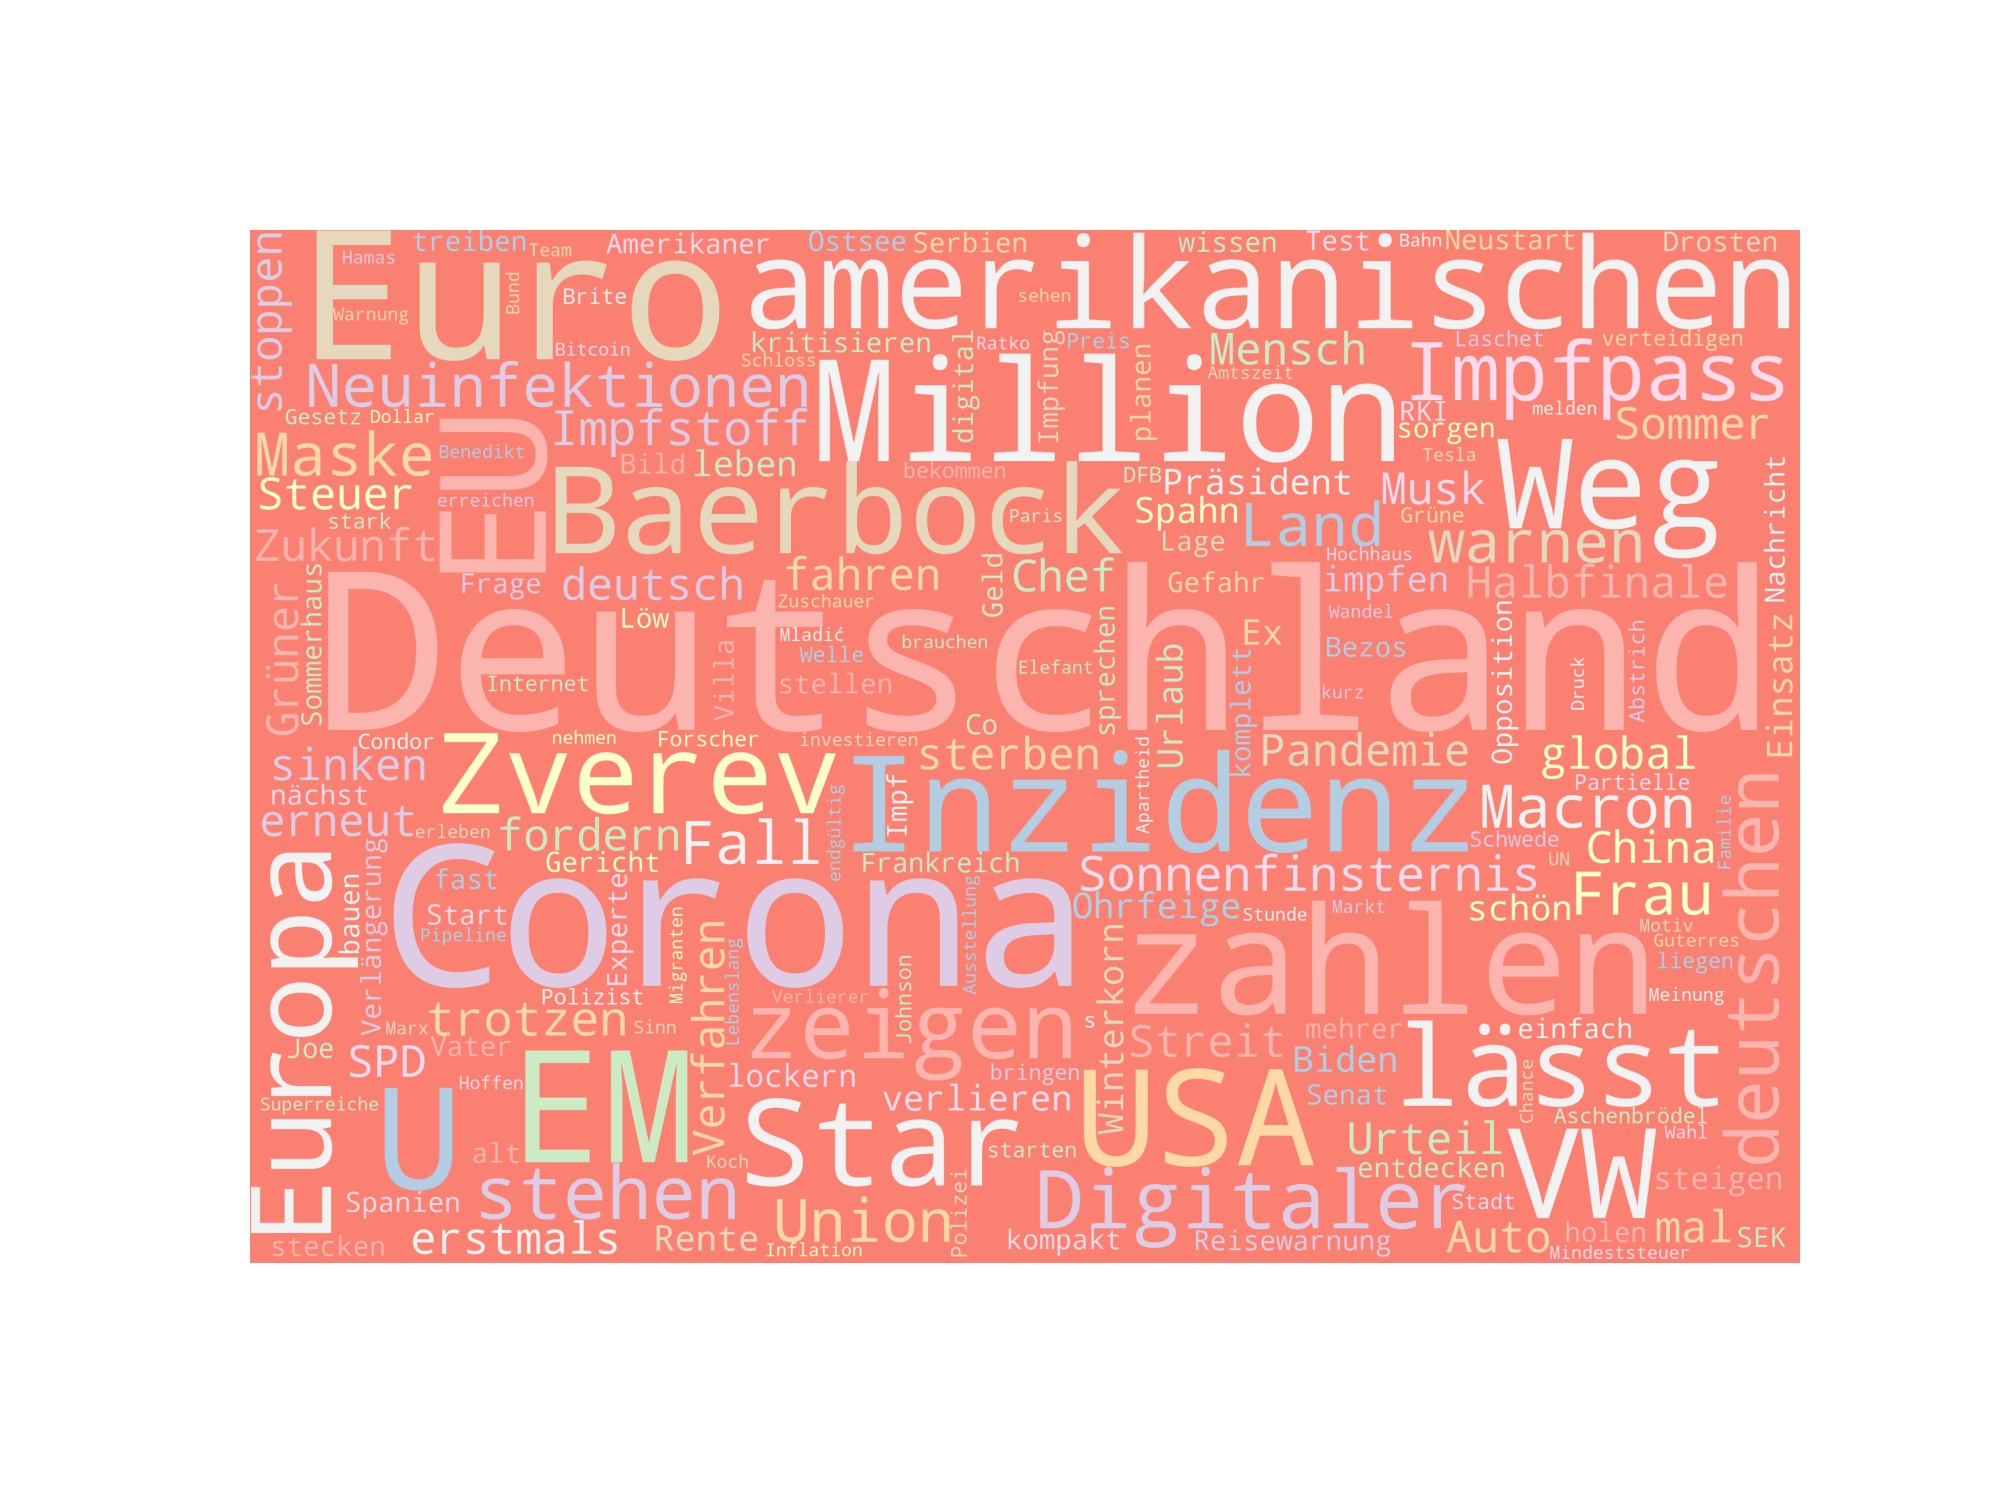 stoppen
Hamas
Euro
treiben
Team
Amerikaner
Ostsee
Serbien
wissen
Test
Bahn
Neustart
Drosten
Warnung
Bund
Brite
amerikanischen
sehen
Bitcoin
kritisieren
Schloss
digital
Ratko
Impfung
Preis
planen
Mensch
Amtszeit
Laschet
verteidigen
Impfpass
Neuinfektionen
Million
RKI
melden
Gesetz
Dollar
EU
Impfstoff
sorgen
Sommer
Maske
Benedikt
Bild
leben
bekommen
DFB
Präsident
Musk
Tesla
Weg
Nachricht
Steuer
erreichen
Baerbock
Paris
Spahn
Land
Grüne
stark
Zukunft
Lage
Hochhaus
warnen
Grüner
Sommerhaus
Frage
deutsch
fahren
Geld
Chef
Gefahr
impfen
Halbfinale
Deutschland
Löw
Zuschauer
Mladić
Welle
brauchen
sprechen
Ex
Wandel
Bezos
Opposition
Abstrich
Einsatz
Internet
Villa
stellen
Elefant
Urlaub
komplett
kurz
Druck
Condor
Zverev
nehmen
Forscher
investieren
Co
sterben
Pandemie
global
sinken
Inzidenz
Apartheid
Partielle
nächst
endgültig
Impf
Macron
erneut
erleben
fordern
Fall
Schwede
China
Familie
Europa
Verlängerung
Gericht
Frankreich
Sonnenfinsternis
UN
deutschen
bauen
fast
Corona
Experte
Ausstellung
Ohrfeige
Stunde
zahlen
Markt
schön
Frau
Start
Pipeline
Migranten
Verfahren
Lebenslang
Johnson
Winterkorn
Motiv
Guterres
liegen
Polizist
Verlierer
Meinung
Marx
trotzen
Sinn
zeigen
s
Streit
mehrer
lässt
einfach
Joe
SPD
Vater
Hoffen
EM
lockern
bringen
Biden
Superreiche
U
Star
verlieren
USA
Senat
Chance
Aschenbrödel
alt
Koch
starten
Urteil
VW
Wahl
Spanien
stehen
Union
Polizei
Digitaler
entdecken
Stadt
steigen
stecken
erstmals
Rente
Inflation
kompakt
Reisewarnung
Auto
holen
mal
SEK
Mindeststeuer